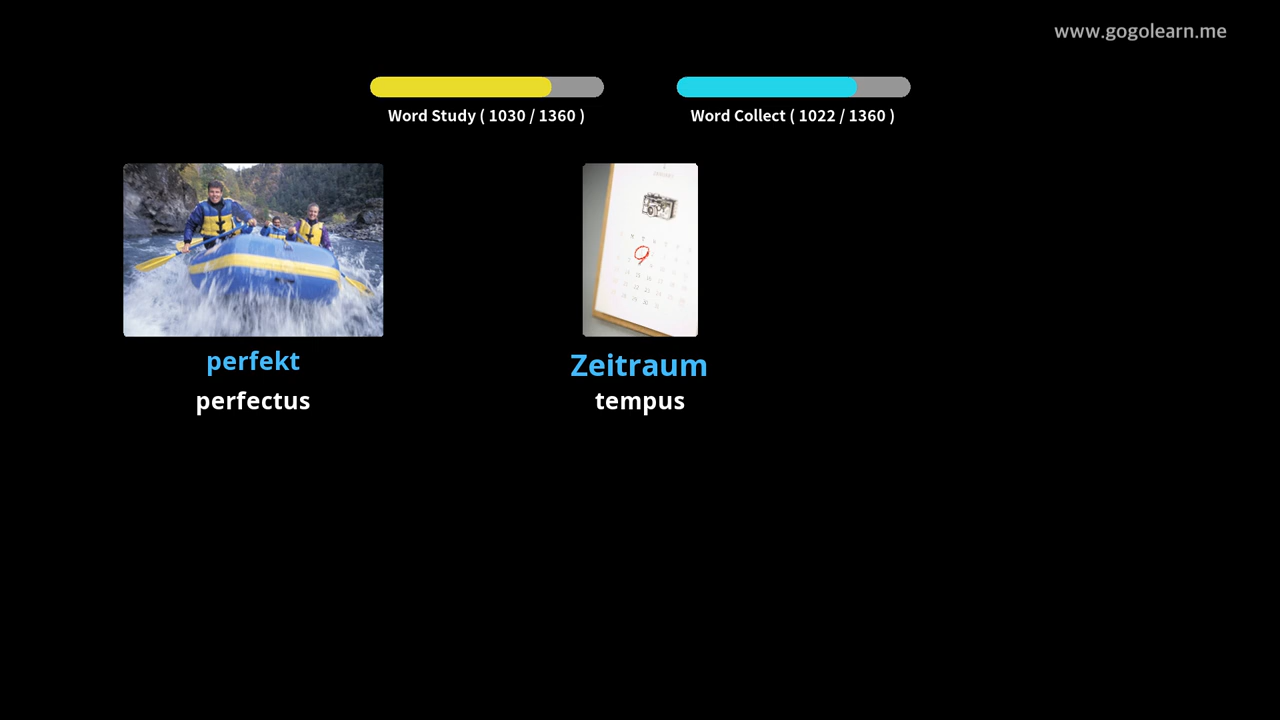 www.gogolearn.me
Word Study ( 1030 / 1360 )
Word Collect ( 1022 / 1360 )
perfekt
perfectus
Zeitraum
tempus